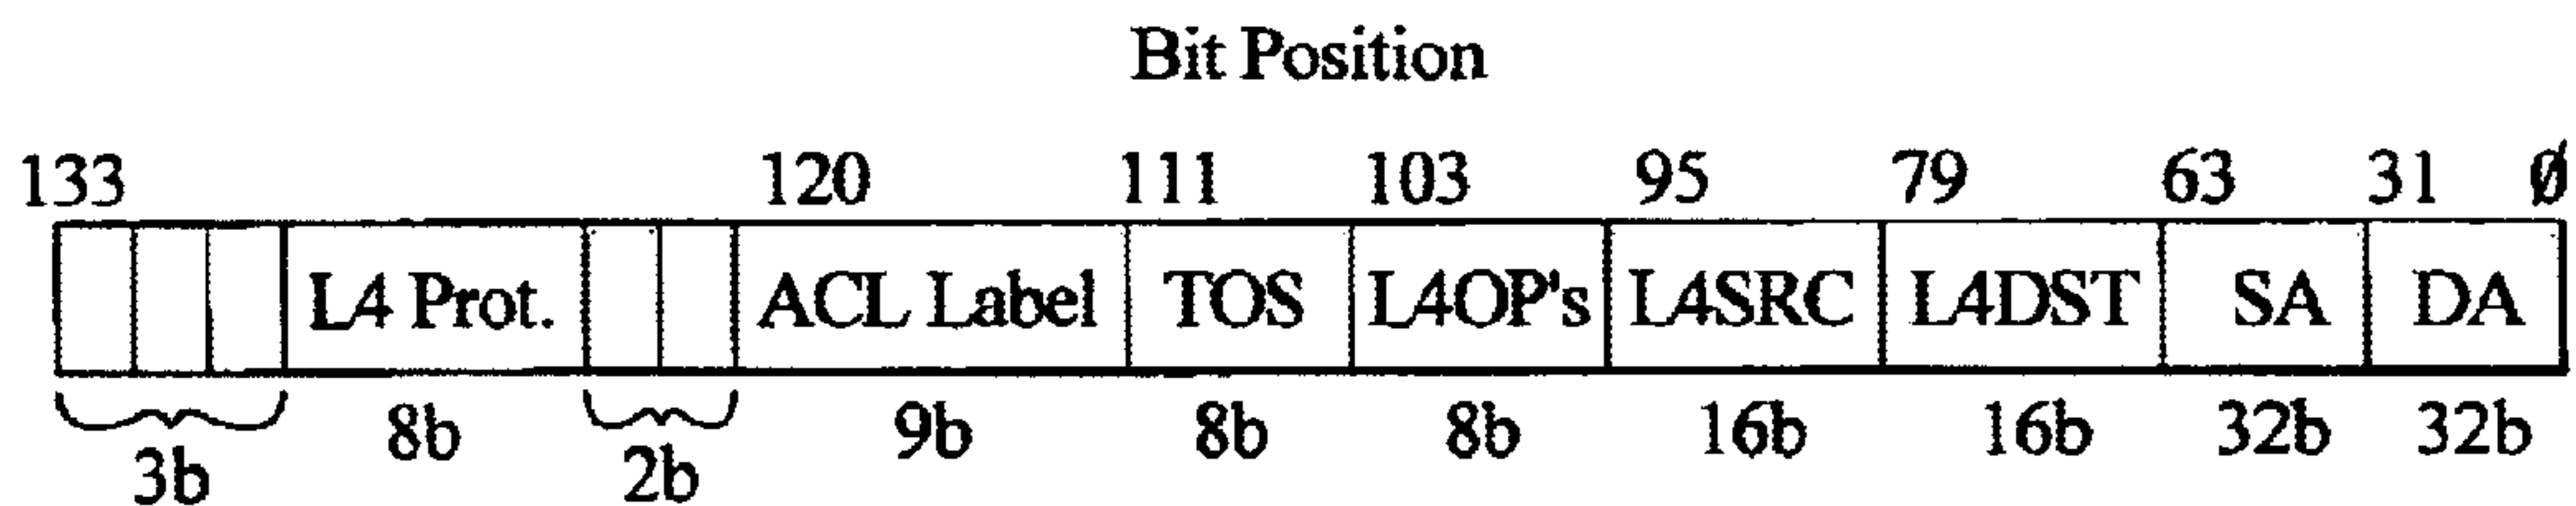 Bit Position
133 120 111 103 95 79 63 31 Ø
L4 Prot. ACL Label TOS L4OP's L4SRC L4DST SA DA
8b 9b 8b 8b 16b 16b 32b 32b
3b 2b